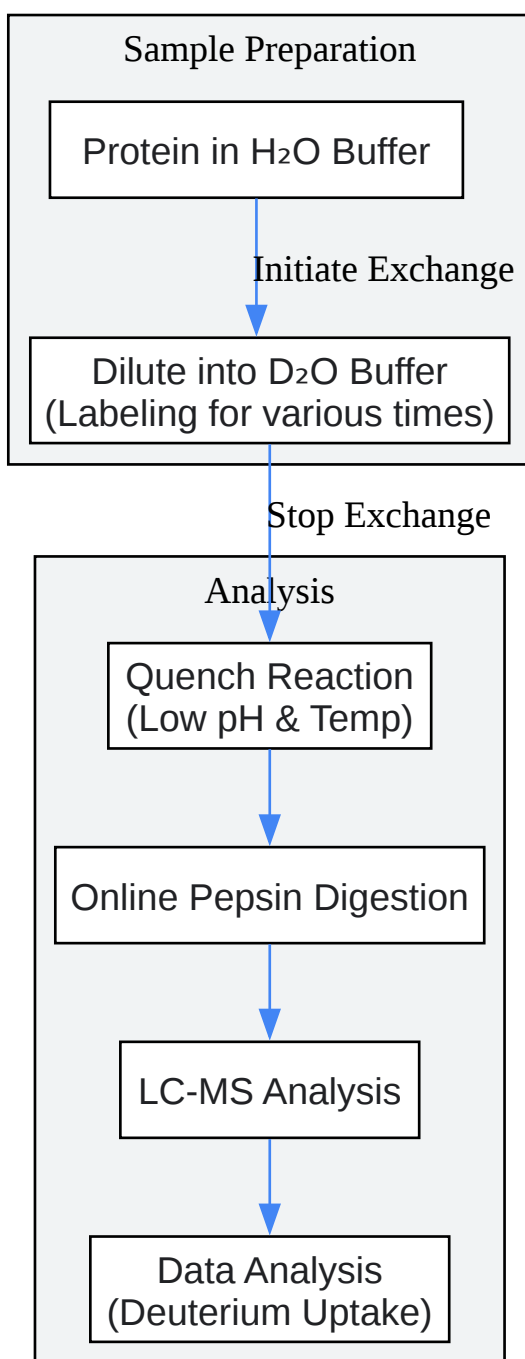 Sample Preparation
Protein in H₂O Buffer
Initiate Exchange
Dilute into D₂O Buffer
(Labeling for various times)
Stop Exchange
Analysis
Quench Reaction
(Low pH & Temp)
Online Pepsin Digestion
LC-MS Analysis
Data Analysis
(Deuterium Uptake)